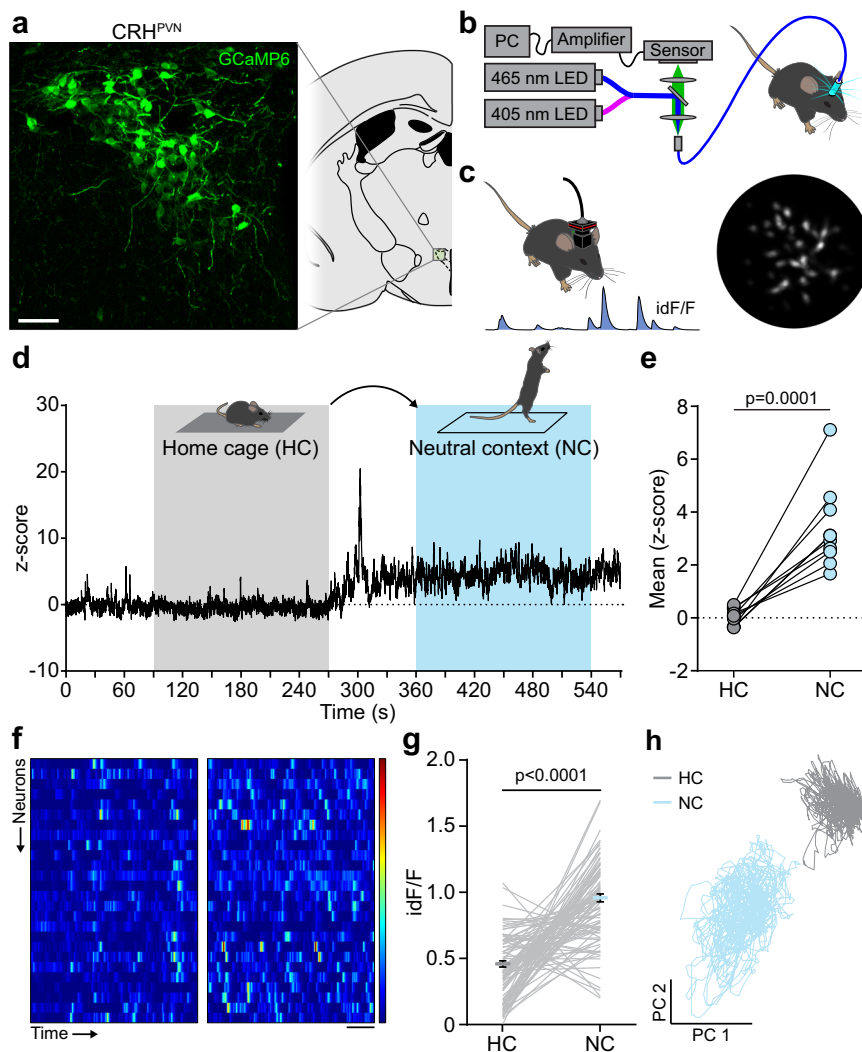 a
CRH^PVN
GCaMP6
b
PC
Amplifier
Sensor
465 nm LED
405 nm LED
c
idF/F
d
30
20
10
0
-10
z-score
Home cage (HC)
Neutral context (NC)
0 60 120 180 240 300 360 420 480 540
Time (s)
e
p=0.0001
8
6
4
2
0
-2
Mean (z-score)
HC NC
f
Neurons
Time
g
2.0
1.5
1.0
0.5
0
idF/F
p<0.0001
HC NC
h
HC
NC
PC 2
PC 1